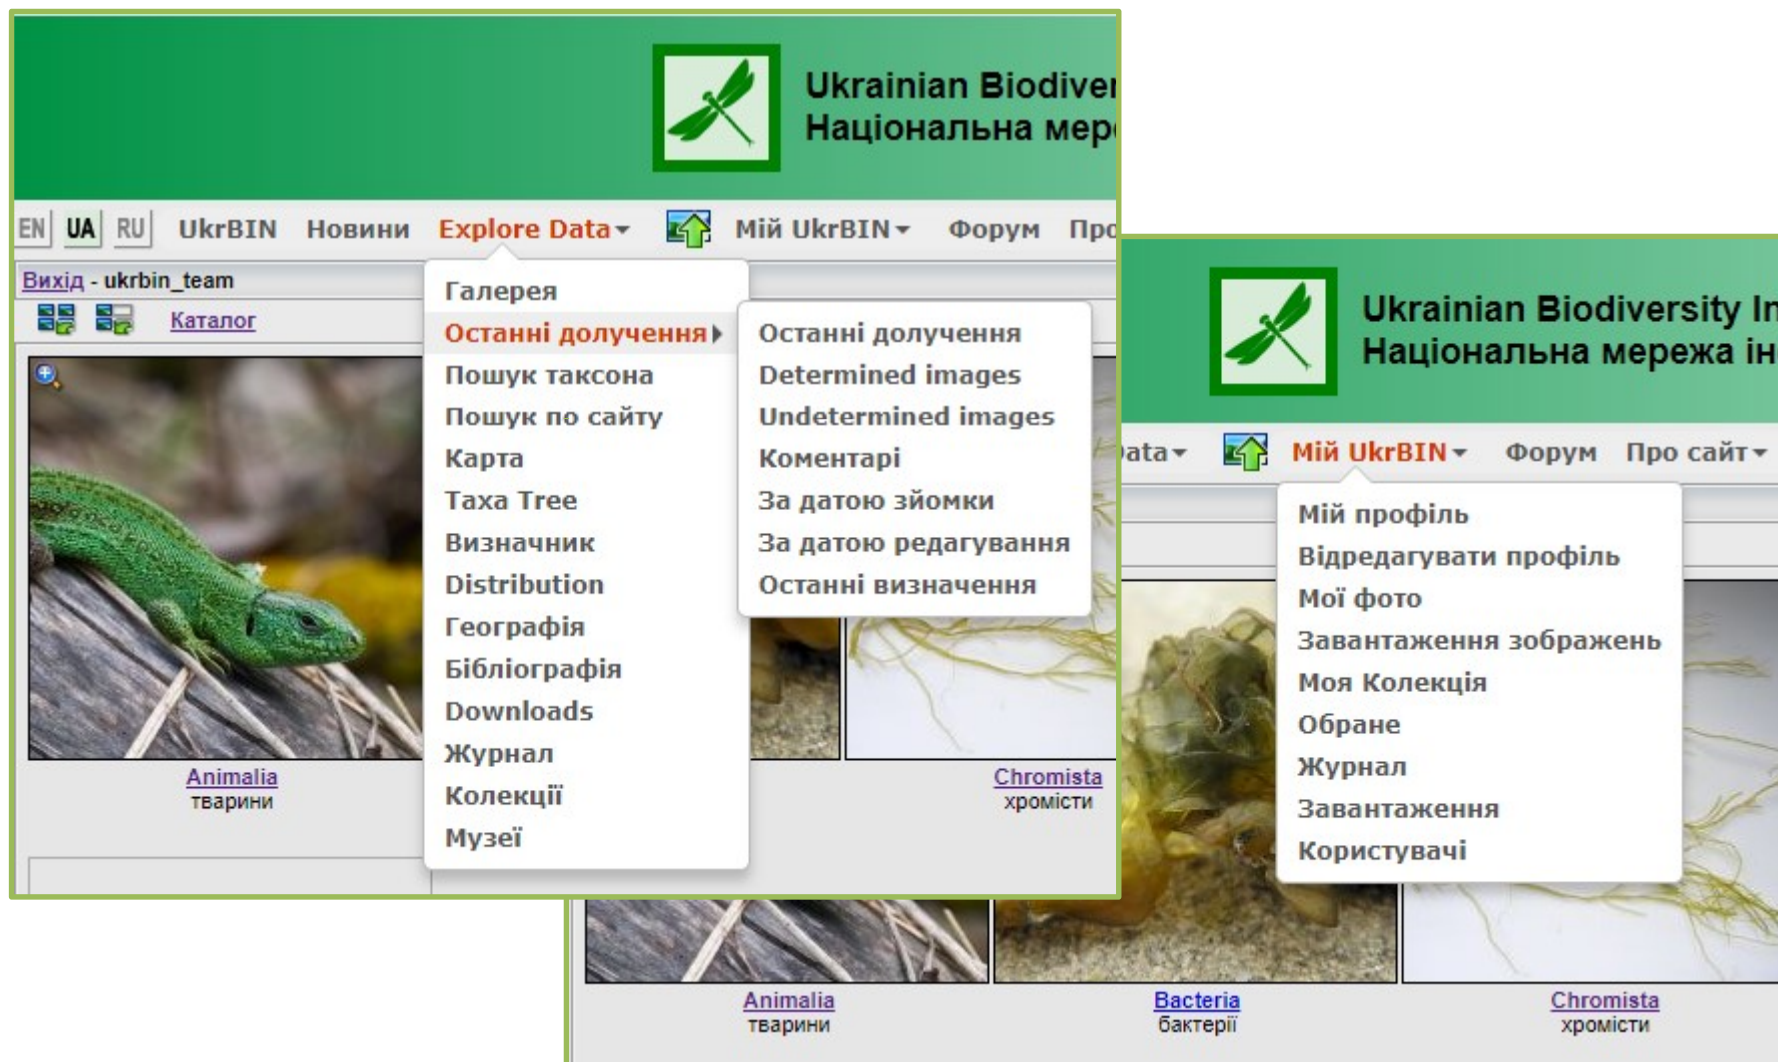 Ukrainian Biodiver
Національна мер
EN UA RU UkrBIN Новини Explore Data Мій UkrBIN Форум Про
Вихід - ukrbin_team
Каталог
Галерея
Останні долучення
Пошук таксона
Пошук по сайту
Карта
Taxa Tree
Визначник
Distribution
Географія
Бібліографія
Downloads
Журнал
Колекції
Музеї
Останні долучення
Determined images
Undetermined images
Коментарі
За датою зйомки
За датою редагування
Останні визначення
Animalia
тварини
Chromista
хромісти
Ukrainian Biodiversity In
Національна мережа ін
ata Мій UkrBIN Форум Про сайт
Мій профіль
Відредагувати профіль
Мої фото
Завантаження зображень
Моя Колекція
Обране
Журнал
Завантаження
Користувачі
Animalia
тварини
Bacteria
бактерії
Chromista
хромісти